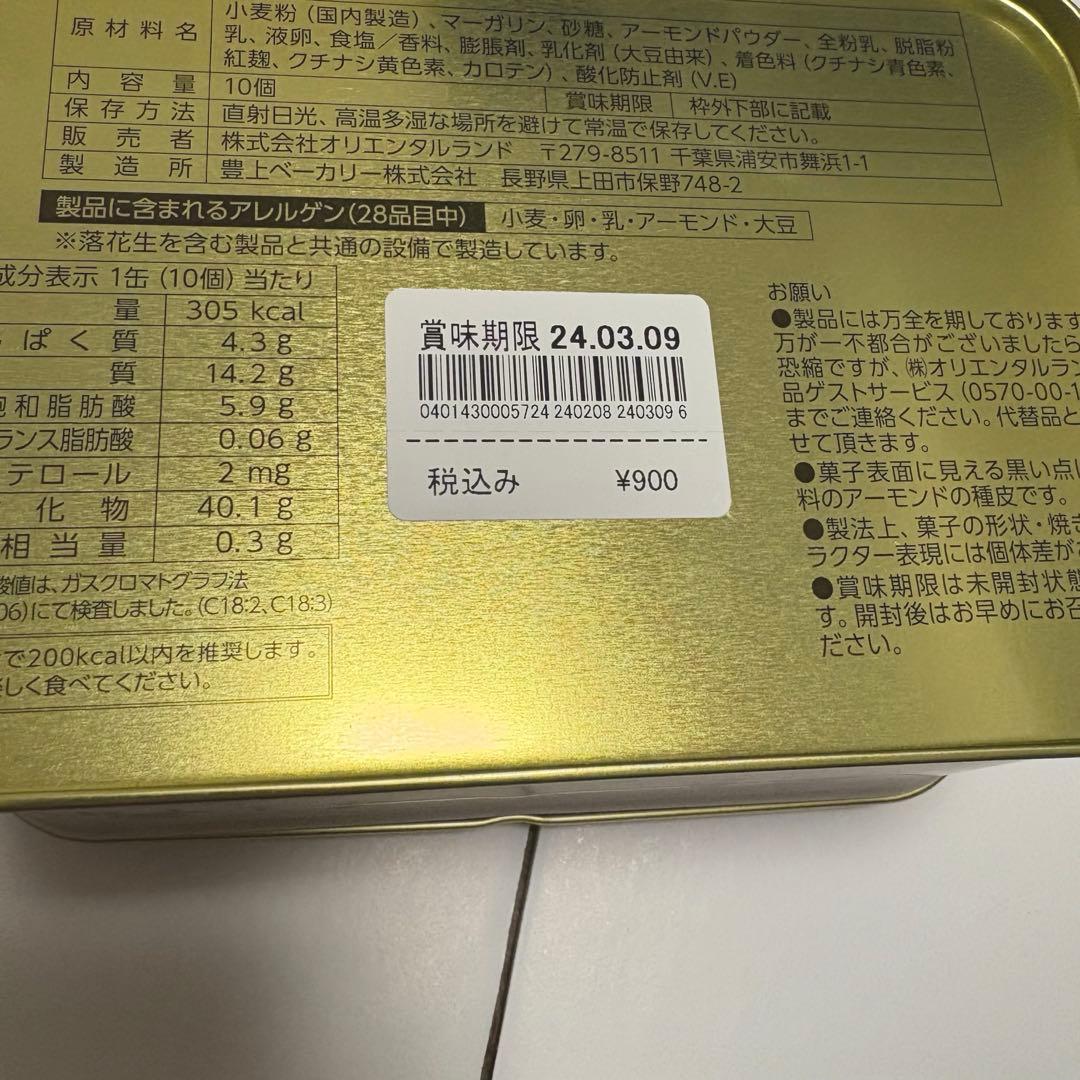 原材料名 小麦粉(国内製造)、マーガリン、砂糖、アーモンドパウダー、全粉乳、脱脂粉
乳、液卵、食塩/香料、膨脹剤、乳化剤(大豆由来)、着色料(クチナシ青色素、
紅麹、クチナシ黄色素、カロテン)、酸化防止剤(V.E)
内容量 10個 賞味期限 枠外下部に記載
保存方法 直射日光、高温多湿な場所を避けて常温で保存してください。
販売者 株式会社オリエンタルランド 〒279-8511 千葉県浦安市舞浜1-1
製造所 豊上ベーカリー株式会社 長野県上田市保野748-2
製品に含まれるアレルゲン(28品目中) 小麦・卵・乳・アーモンド・大豆
※落花生を含む製品と共通の設備で製造しています。
成分表示 1缶(10個)当たり
量 305 kcal
ぱく質 4.3 g
質 14.2 g
和脂肪酸 5.9 g
ランス脂肪酸 0.06 g
テロール 2 mg
化物 40.1 g
相当量 0.3 g
酸値は、ガスクロマトグラフ法
06)にて検査しました。(C18:2、C18:3)
で200kcal以内を推奨します。
しく食べてください。
賞味期限 24.03.09
0401430005724 240208 240309 6
税込み ¥900
お願い
●製品には万全を期しております
万が一不都合がございましたら
恐縮ですが、㈱オリエンタルラン
品ゲストサービス(0570-00-1
までご連絡ください。代替品と
せて頂きます。
●菓子表面に見える黒い点は
料のアーモンドの種皮です。
●製法上、菓子の形状・焼き
ラクター表現には個体差が
●賞味期限は未開封状態
す。開封後はお早めにお召
ださい。